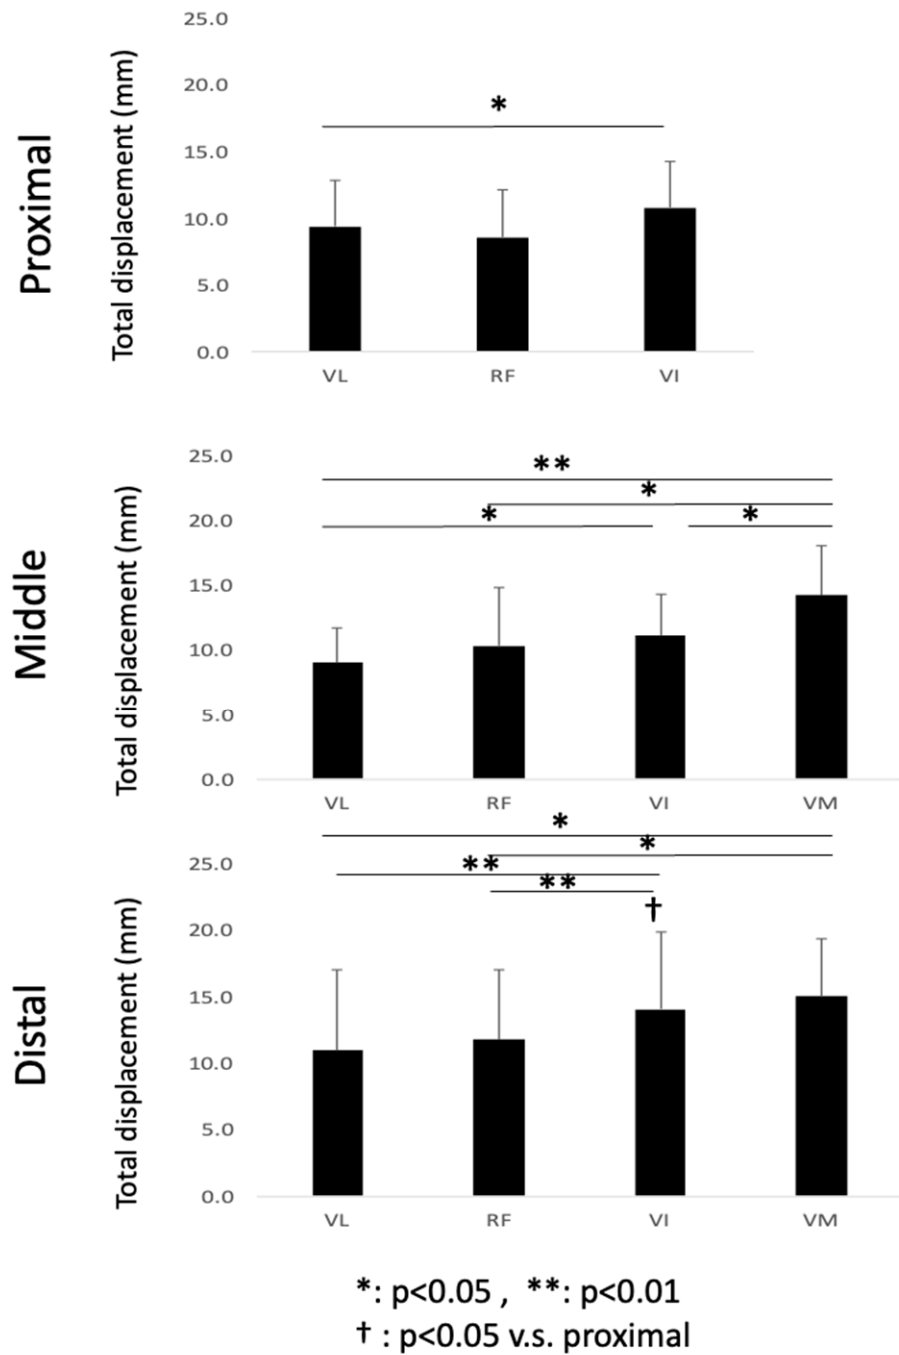 Proximal
Total displacement (mm)
25.0
20.0
15.0
10.0
5.0
0.0
*
VL RF VI
Middle
Total displacement (mm)
25.0
20.0
15.0
10.0
5.0
0.0
**
*
* *
VL RF VI VM
Distal
Total displacement (mm)
25.0
20.0
15.0
10.0
5.0
0.0
*
*
**
**
†
VL RF VI VM
*: p<0.05 , **: p<0.01
† : p<0.05 v.s. proximal